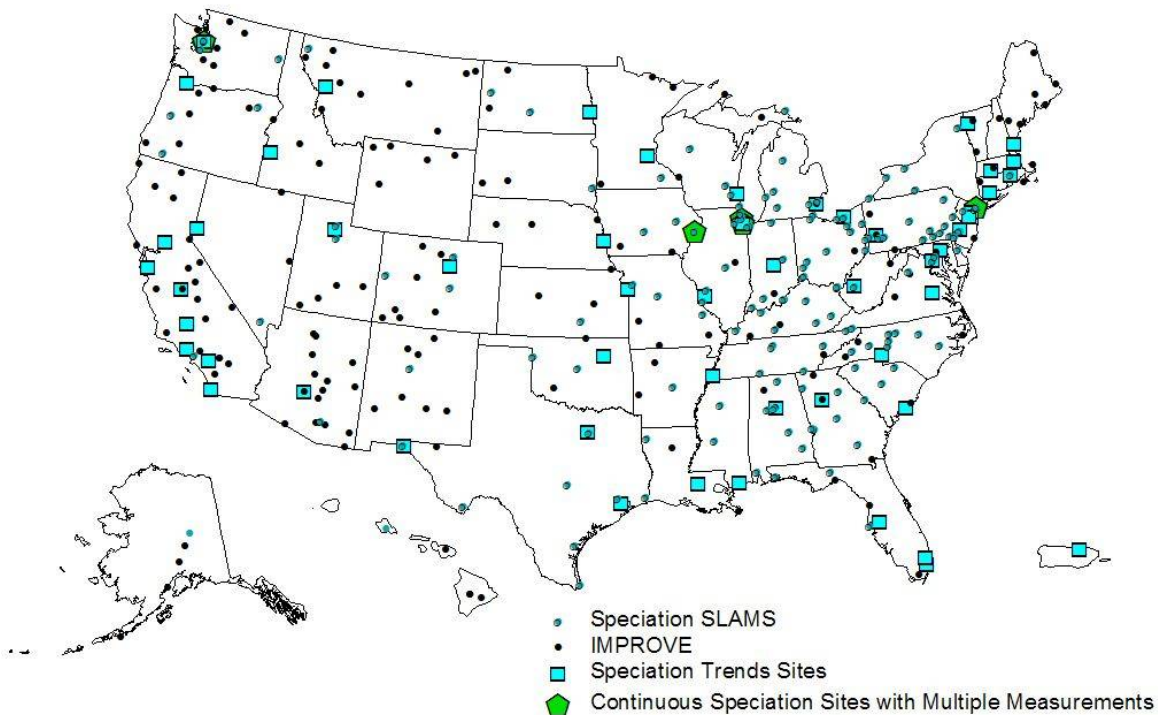 Speciation SLAMS
IMPROVE
Speciation Trends Sites
Continuous Speciation Sites with Multiple Measurements